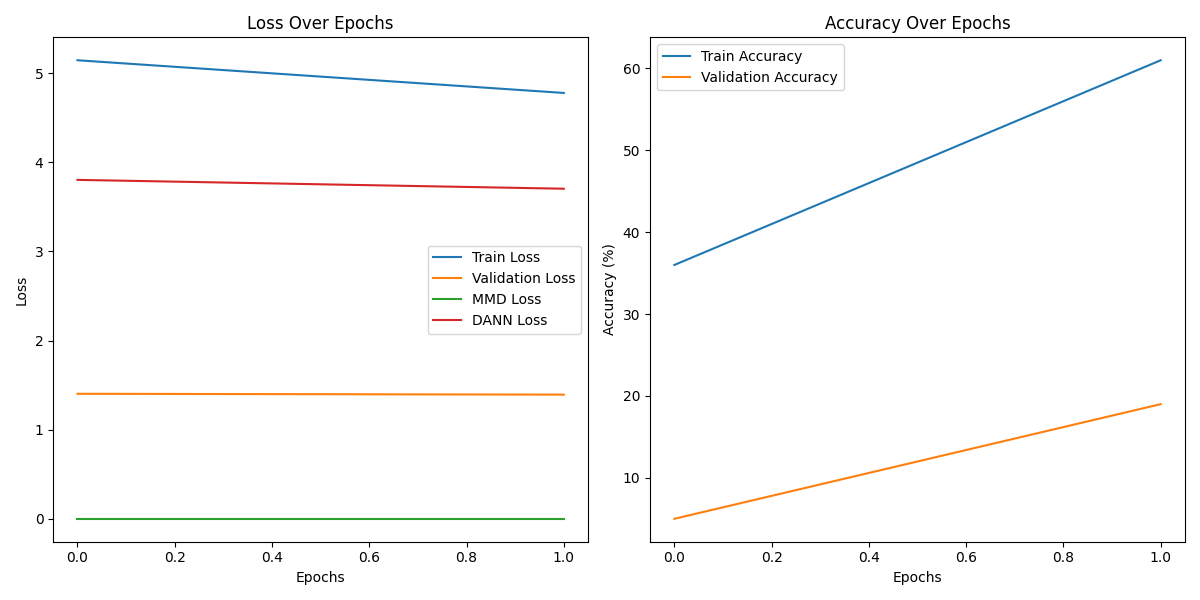 Loss Over Epochs
5
4
3
2
1
0
Loss
0.0 0.2 0.4 0.6 0.8 1.0
Epochs
Train Loss
Validation Loss
MMD Loss
DANN Loss
Accuracy Over Epochs
60
50
40
30
20
10
Accuracy (%)
0.0 0.2 0.4 0.6 0.8 1.0
Epochs
Train Accuracy
Validation Accuracy